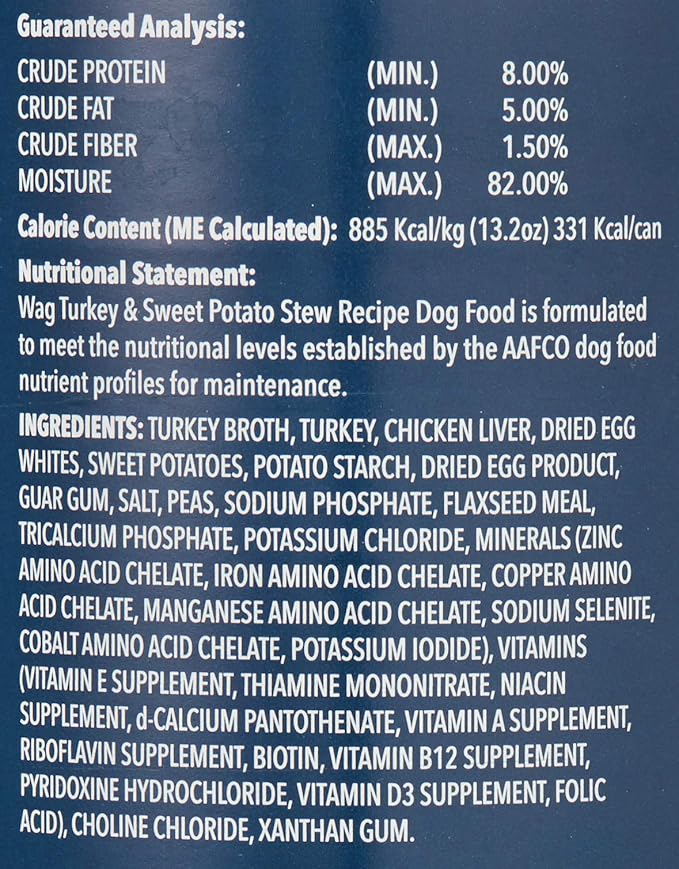 Guaranteed Analysis:
CRUDE PROTEIN (MIN.) 8.00%
CRUDE FAT (MIN.) 5.00%
CRUDE FIBER (MAX.) 1.50%
MOISTURE (MAX.) 82.00%
Calorie Content (ME Calculated): 885 Kcal/kg (13.2oz) 331 Kcal/can
Nutritional Statement:
Wag Turkey & Sweet Potato Stew Recipe Dog Food is formulated
to meet the nutritional levels established by the AAFCO dog food
nutrient profiles for maintenance.
INGREDIENTS: TURKEY BROTH, TURKEY, CHICKEN LIVER, DRIED EGG
WHITES, SWEET POTATOES, POTATO STARCH, DRIED EGG PRODUCT,
GUAR GUM, SALT, PEAS, SODIUM PHOSPHATE, FLAXSEED MEAL,
TRICALCIUM PHOSPHATE, POTASSIUM CHLORIDE, MINERALS (ZINC
AMINO ACID CHELATE, IRON AMINO ACID CHELATE, COPPER AMINO
ACID CHELATE, MANGANESE AMINO ACID CHELATE, SODIUM SELENITE,
COBALT AMINO ACID CHELATE, POTASSIUM IODIDE), VITAMINS
(VITAMIN E SUPPLEMENT, THIAMINE MONONITRATE, NIACIN
SUPPLEMENT, d-CALCIUM PANTOTHENATE, VITAMIN A SUPPLEMENT,
RIBOFLAVIN SUPPLEMENT, BIOTIN, VITAMIN B12 SUPPLEMENT,
PYRIDOXINE HYDROCHLORIDE, VITAMIN D3 SUPPLEMENT, FOLIC
ACID), CHOLINE CHLORIDE, XANTHAN GUM.